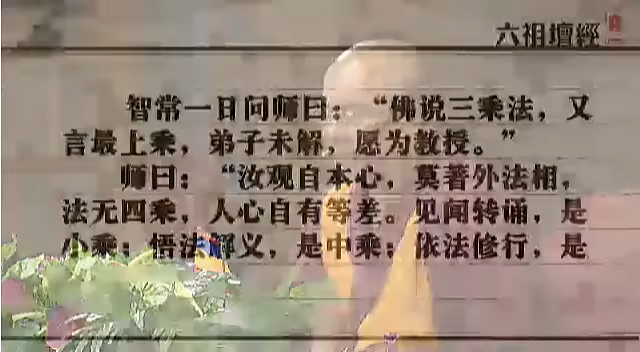 六祖壇經
智常一日问师曰：“佛说三乘法，又
言最上乘，弟子未解，愿为教授。”
师曰：“汝观自本心，莫著外法相，
法无四乘，人心自有等差。见闻转诵，是
小乘；悟法解义，是中乘；依法修行，是